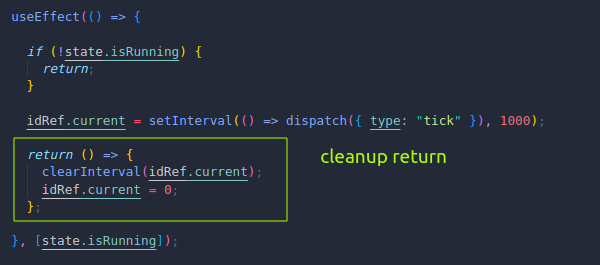 useEffect(() => {
if (!state.isRunning) {
return;
}
idRef.current = setInterval(() => dispatch({ type: "tick" }), 1000);
return () => {
clearInterval(idRef.current);
idRef.current = 0;
};
cleanup return
}, [state.isRunning]);